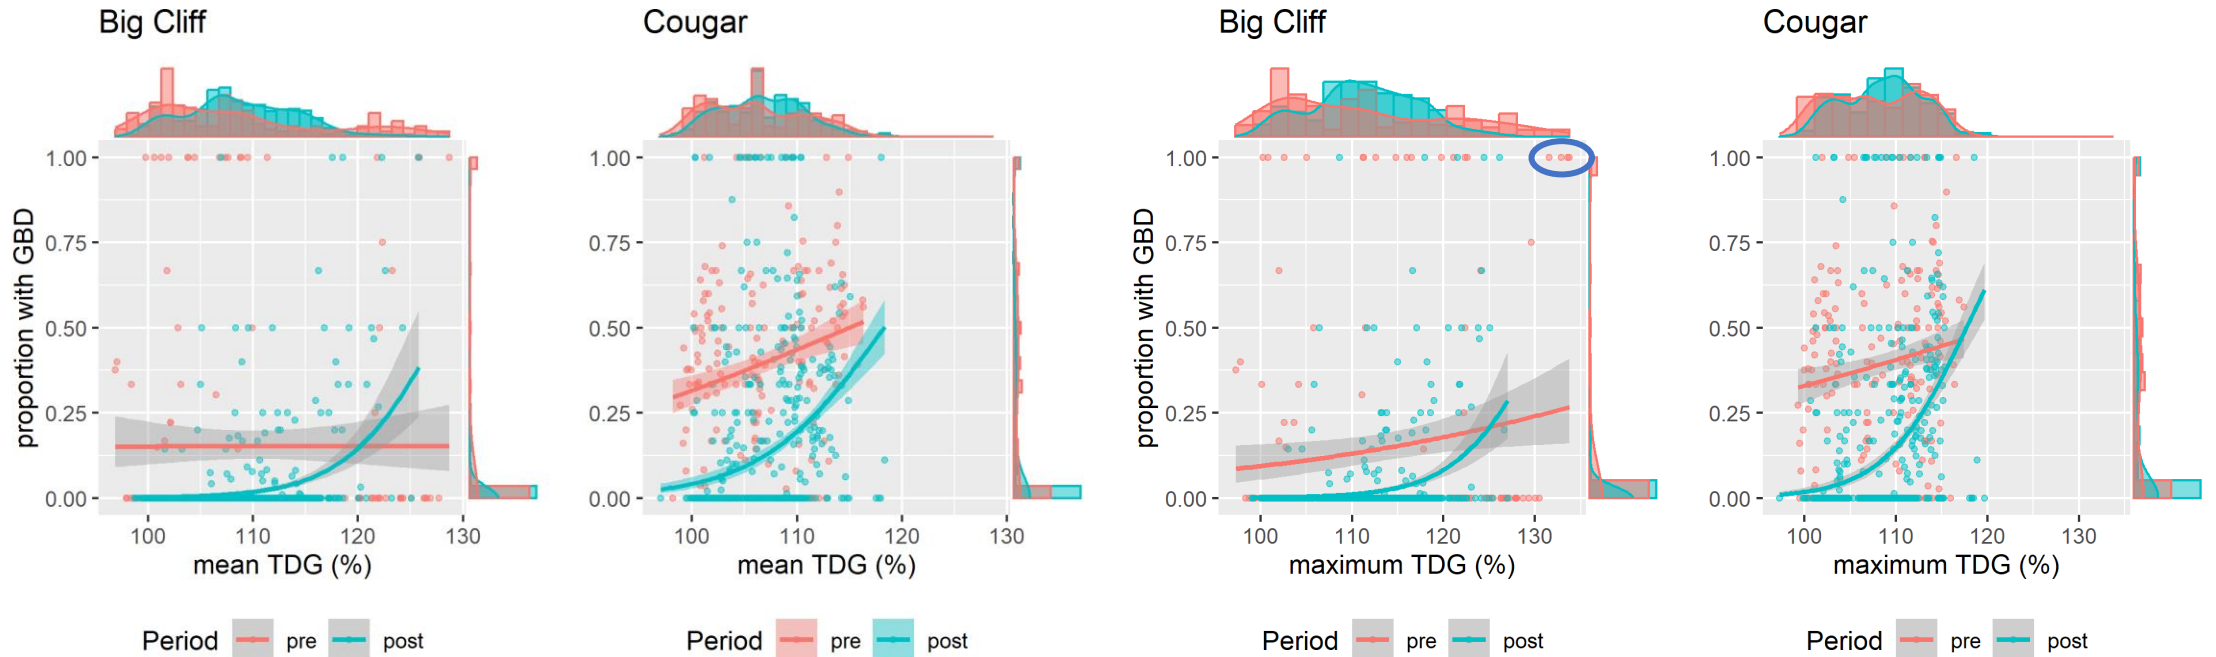 Big Cliff
Cougar
Big Cliff
Cougar
proportion with GBD
1.00
0.75
0.50
0.25
0.00
100 110 120 130
mean TDG (%)
Period pre post
1.00
0.75
0.50
0.25
0.00
100 110 120 130
mean TDG (%)
Period pre post
proportion with GBD
1.00
0.75
0.50
0.25
0.00
100 110 120 130
maximum TDG (%)
Period pre post
1.00
0.75
0.50
0.25
0.00
100 110 120 130
maximum TDG (%)
Period pre post